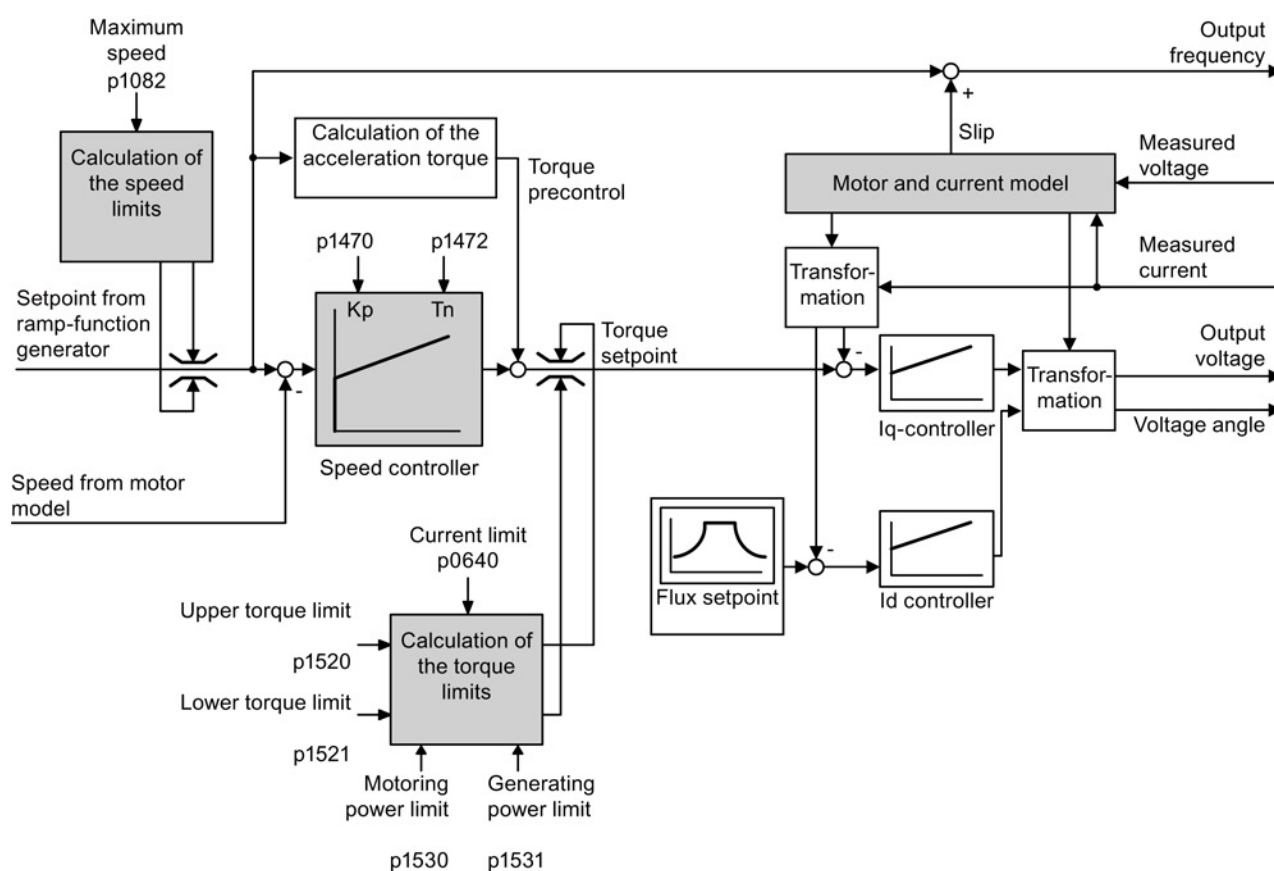 Maximum
speed
p1082
Output
frequency
+
Slip
Calculation of
the speed
limits
Calculation of the
acceleration torque
Torque
precontrol
Motor and current model
Measured
voltage
p1470
p1472
Measured
current
Transfor-
mation
Setpoint from
ramp-function
generator
Kp
Tn
Torque
setpoint
Output
voltage
-
-
Transfor-
mation
Voltage angle
Iq-controller
Speed controller
Speed from motor
model
Current limit
p0640
-
Flux setpoint
Id controller
Upper torque limit
p1520
Calculation of
the torque
limits
Lower torque limit
p1521
Motoring
power limit
p1530
Generating
power limit
p1531